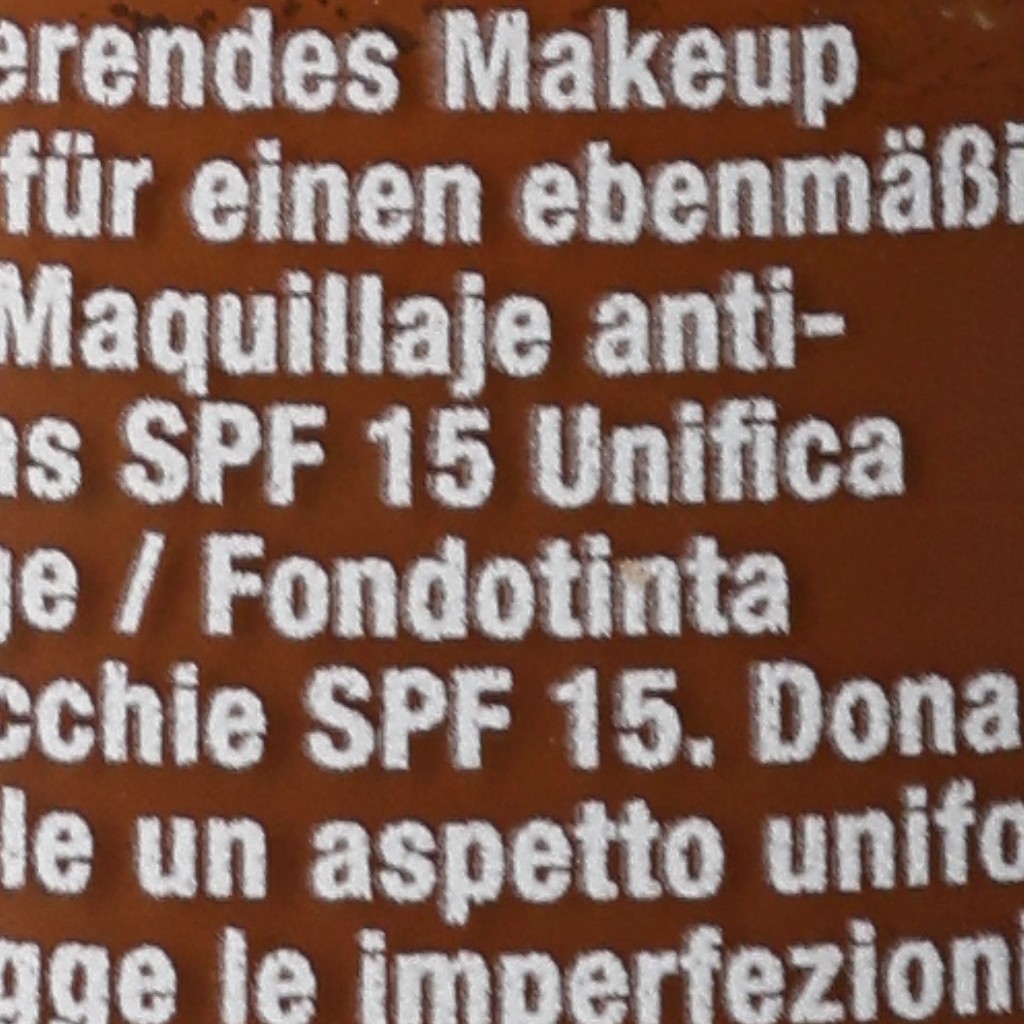 erendes Makeup
für einen ebenmäßi
Maquillaje anti-
as SPF 15 Unifica
ge / Fondotinta
cchie SPF 15. Dona
le un aspetto unifo
gge le imperfezioni